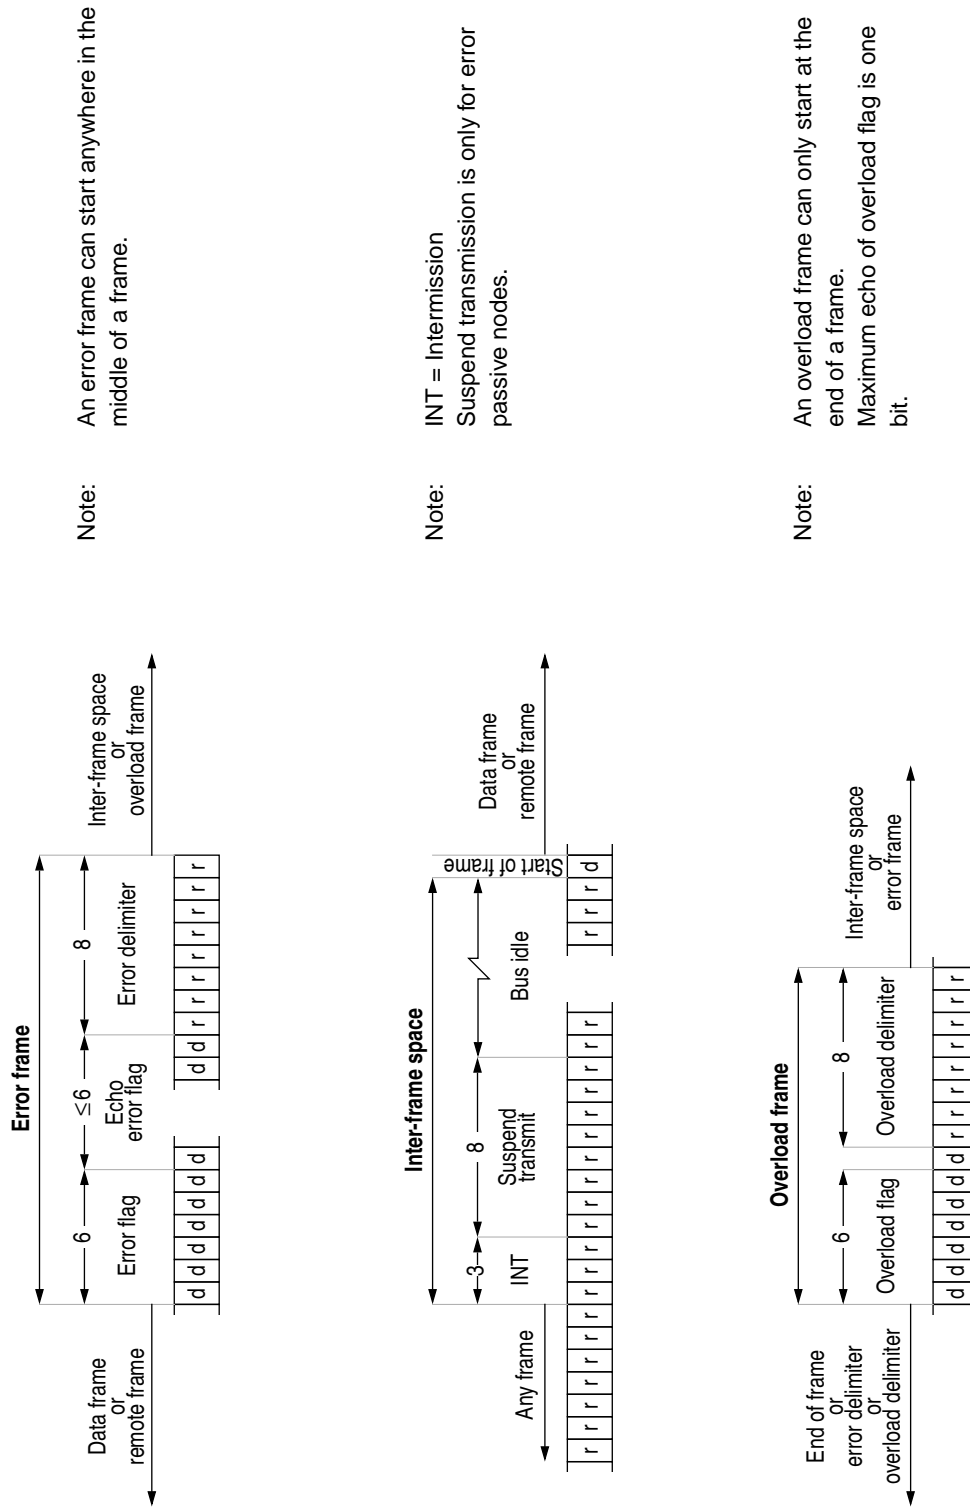 Error frame
6
≤6
8
Error flag
Echo
error flag
Error delimiter
Data frame
or
remote frame
Inter-frame space
or
overload frame
d d d d d d d d d r r r r r r r r
Note: An error frame can start anywhere in the
middle of a frame.
Inter-frame space
3
8
INT
Suspend
transmit
Bus idle
Start of frame
Any frame
Data frame
or
remote frame
r r r r r r r r r r r r r r r r r r r r r r r d
Note: INT = Intermission
Suspend transmission is only for error
passive nodes.
Overload frame
6
8
Overload flag
Overload delimiter
End of frame
or
error delimiter
or
overload delimiter
Inter-frame space
or
error frame
d d d d d d d r r r r r r r r
Note: An overload frame can only start at the
end of a frame.
Maximum echo of overload flag is one
bit.